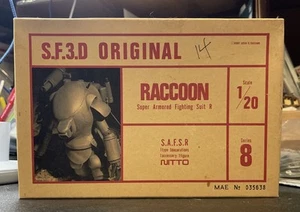 S.F.3.D ORIGINAL
14
RACCOON
Super Armored Fighting Suit R
Scale
1/20
S.A.F.S.R
NITTO
Series
8
MAE № 035638